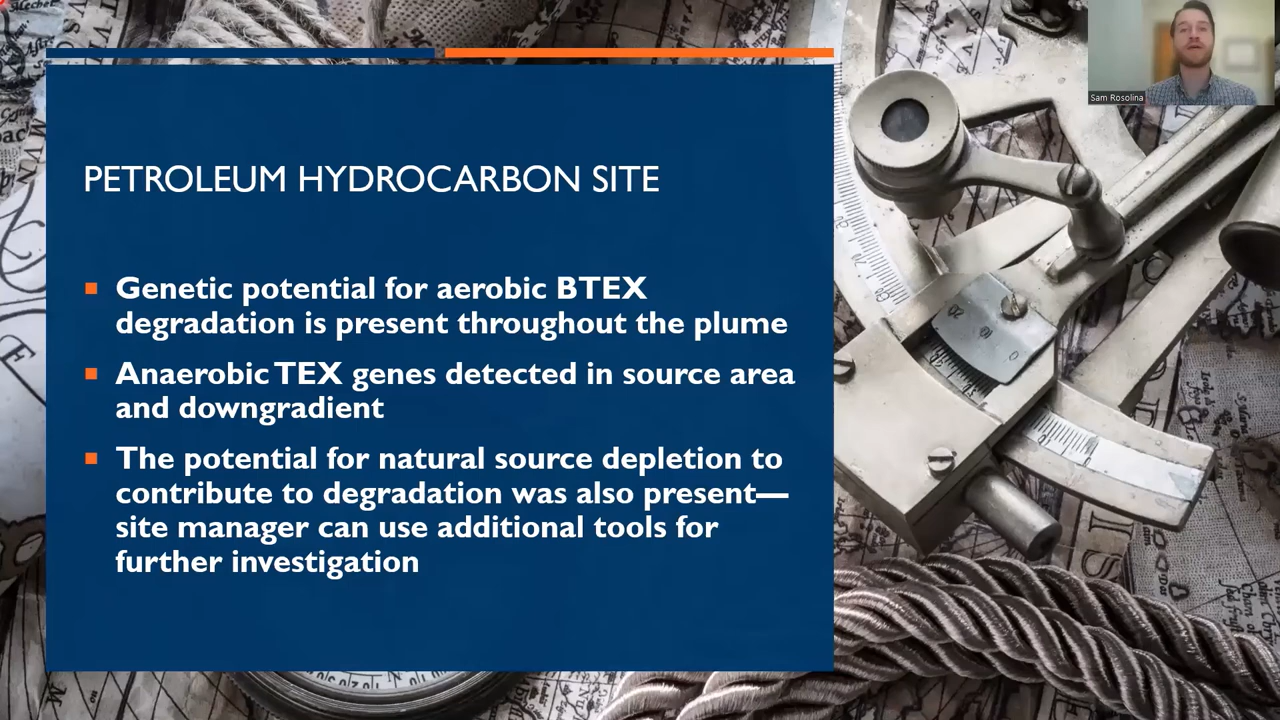 Sam Rosolina
PETROLEUM HYDROCARBON SITE
Genetic potential for aerobic BTEX
degradation is present throughout the plume
Anaerobic TEX genes detected in source area
and downgradient
The potential for natural source depletion to
contribute to degradation was also present—
site manager can use additional tools for
further investigation